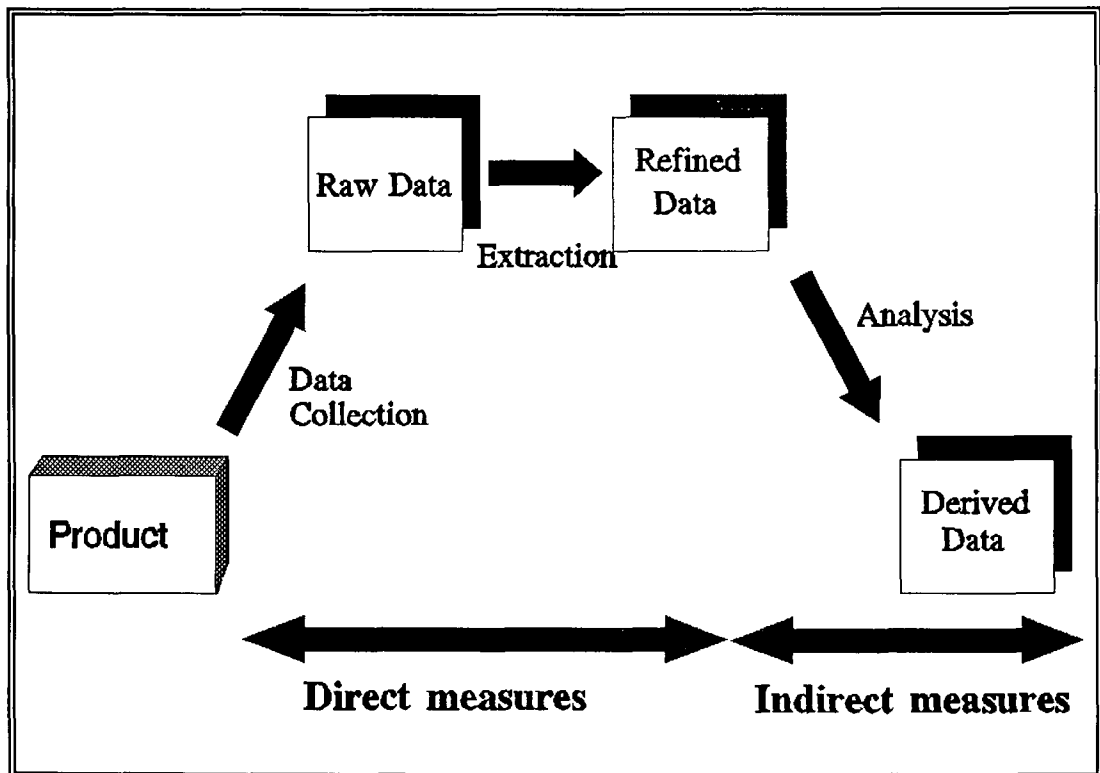 Raw Data
Refined
Data
Extraction
Analysis
Data
Collection
Product
Derived
Data
Direct measures
Indirect measures